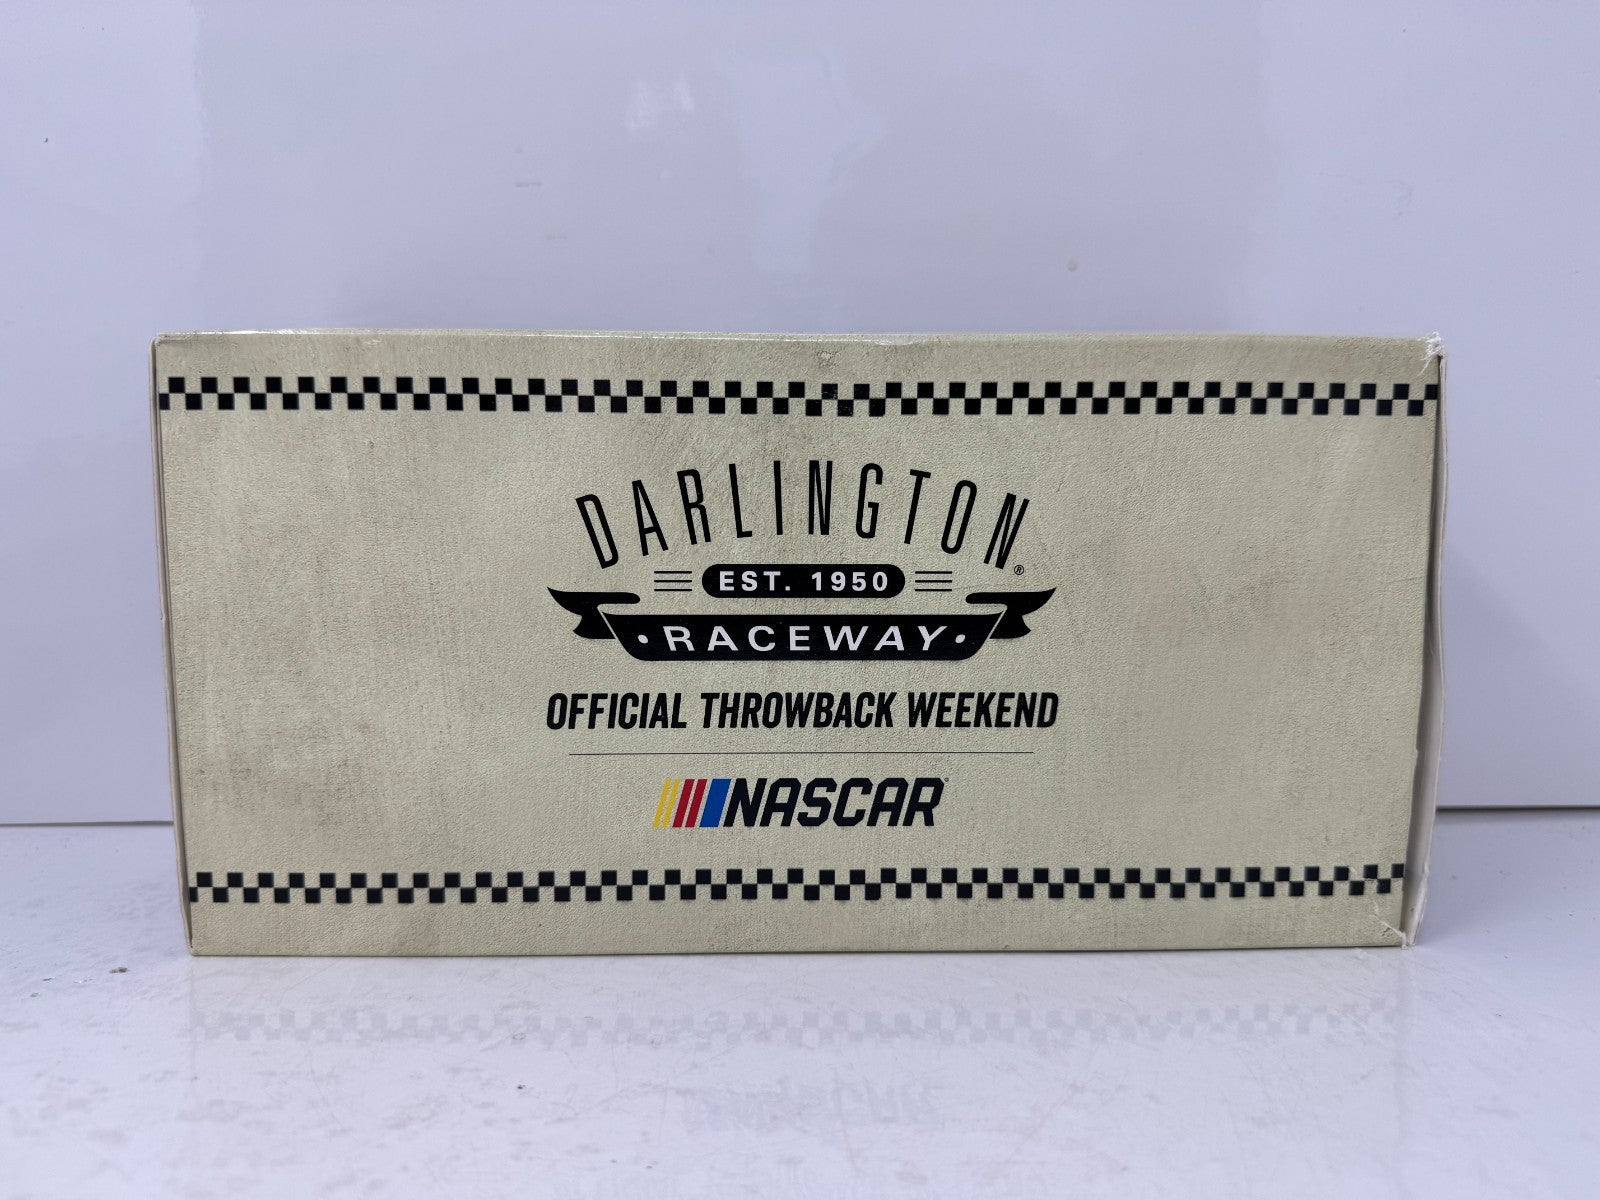 DARLINGTON®
EST. 1950
• RACEWAY •
OFFICIAL THROWBACK WEEKEND
NASCAR